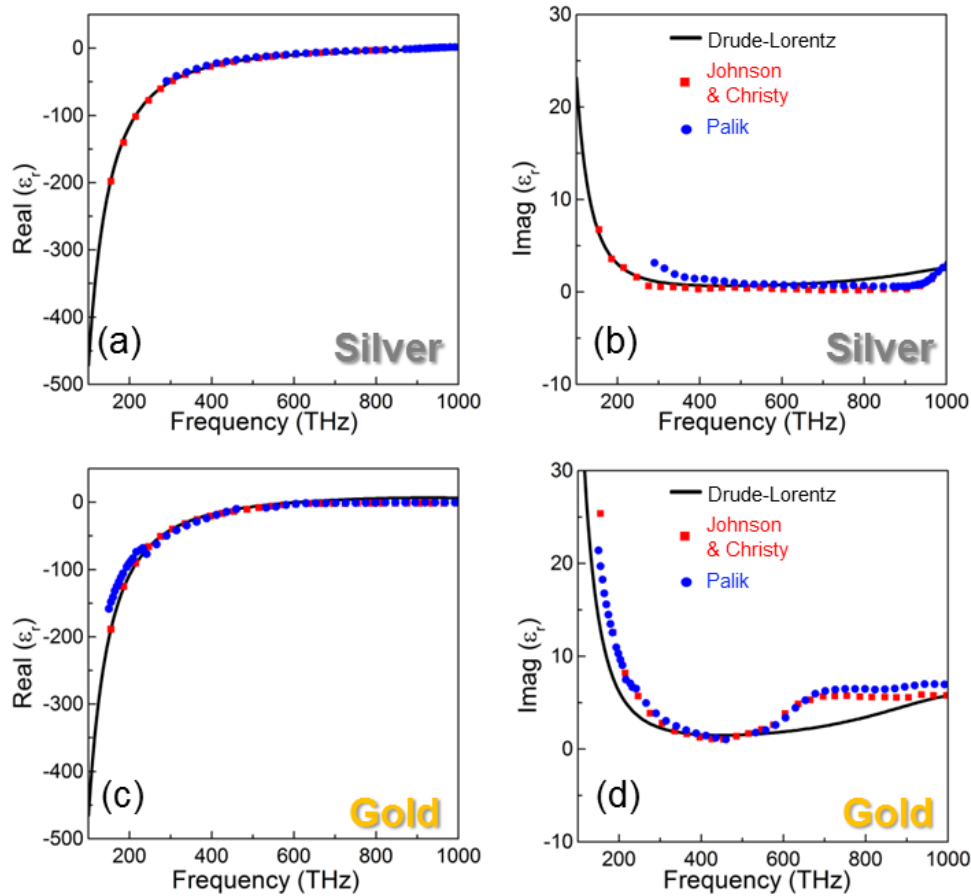 0
-100
-200
-300
-400
-500
200
400
600
800
1000
Real (εr)
Frequency (THz)
(a)
Silver
30
20
10
0
-10
200
400
600
800
1000
Imag (εr)
Frequency (THz)
Drude-Lorentz
Johnson
& Christy
Palik
(b)
Silver
0
-100
-200
-300
-400
-500
200
400
600
800
1000
Real (εr)
Frequency (THz)
(c)
Gold
30
20
10
0
-10
200
400
600
800
1000
Imag (εr)
Frequency (THz)
Drude-Lorentz
Johnson
& Christy
Palik
(d)
Gold